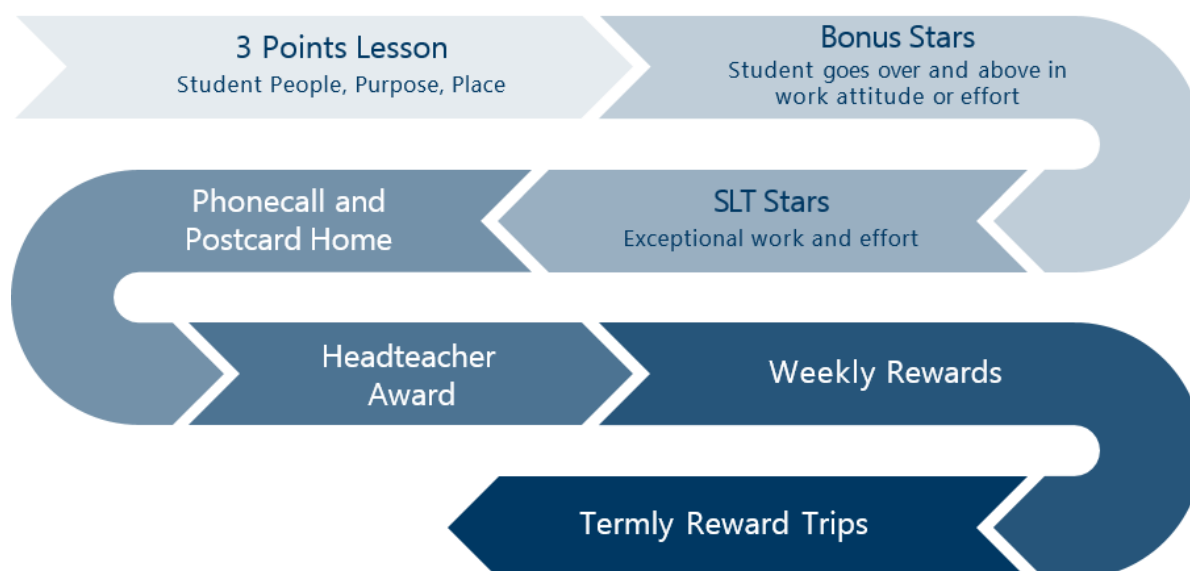 3 Points Lesson
Student People, Purpose, Place
Bonus Stars
Student goes over and above in
work attitude or effort
SLT Stars
Exceptional work and effort
Phonecall and
Postcard Home
Headteacher
Award
Weekly Rewards
Termly Reward Trips